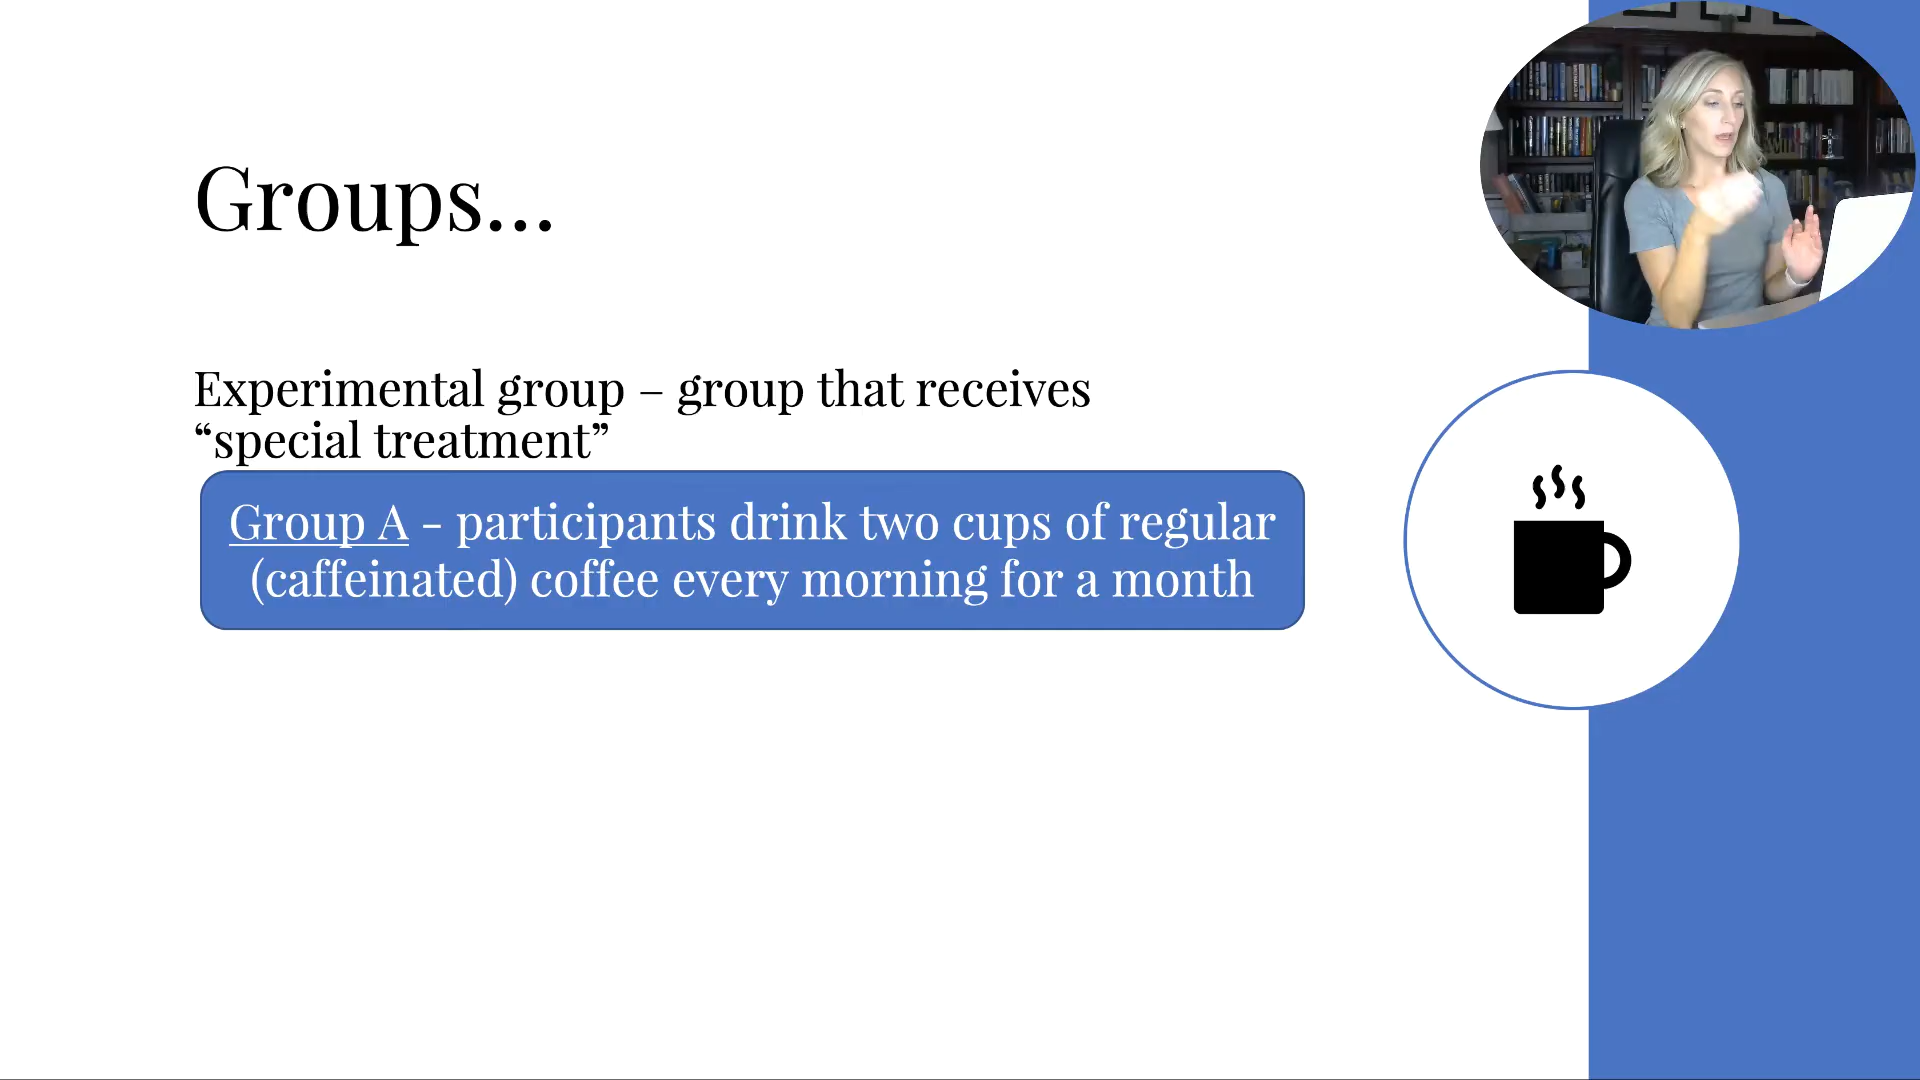 Groups...
Experimental group – group that receives
“special treatment”
Group A - participants drink two cups of regular
(caffeinated) coffee every morning for a month